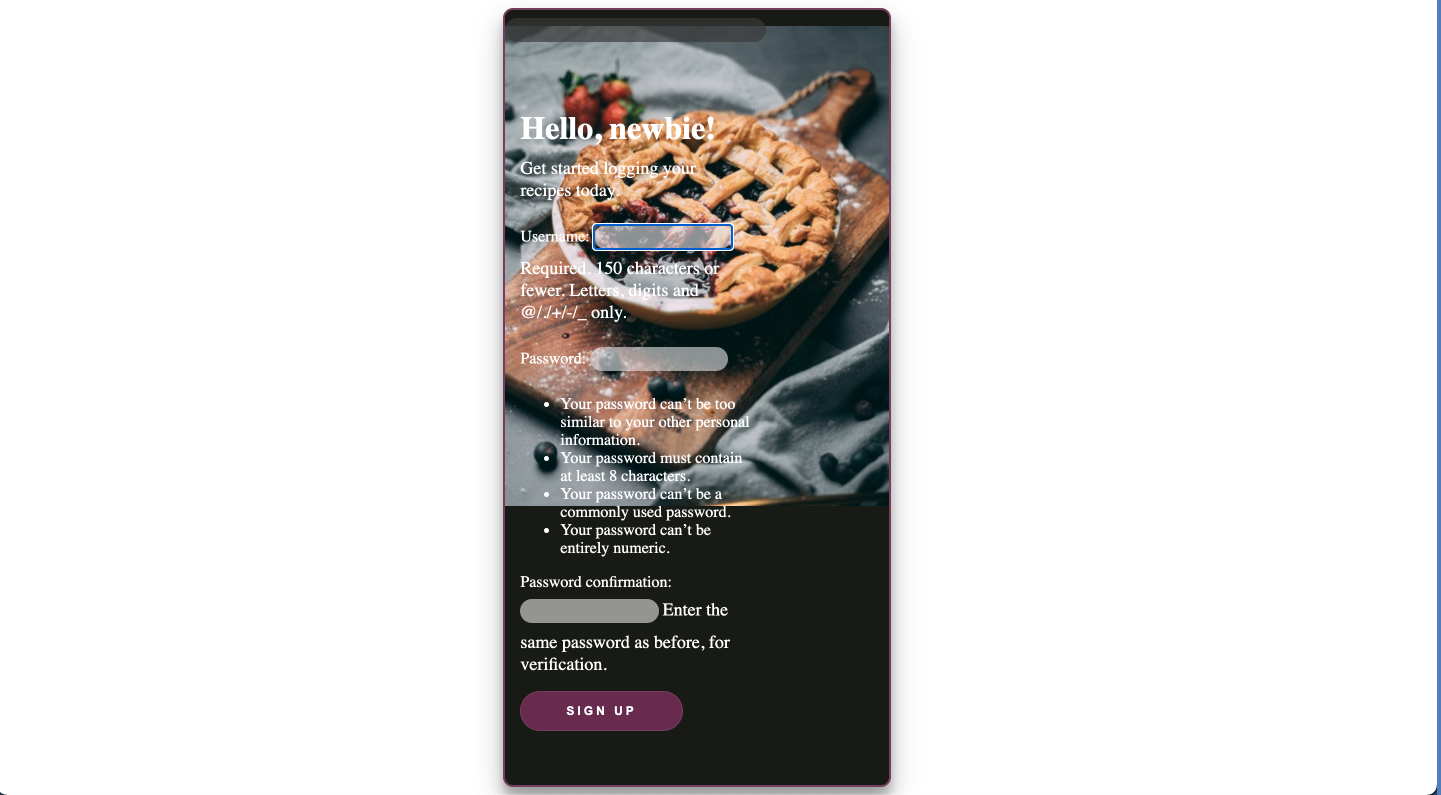 Hello, newbie!
Get started logging your
recipes today.
Username:
Required. 150 characters or
fewer. Letters, digits and
@/./+/-/_ only.
Password:
• Your password can't be too
similar to your other personal
information.
• Your password must contain
at least 8 characters.
• Your password can't be a
commonly used password.
• Your password can't be
entirely numeric.
Password confirmation:
Enter the
same password as before, for
verification.
SIGN UP